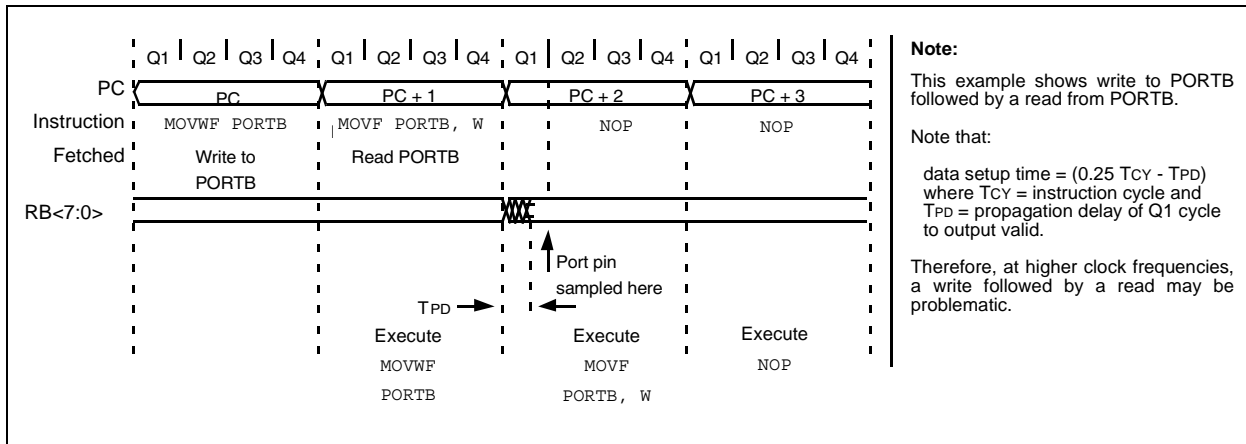 Q1 Q2 Q3 Q4 Q1 Q2 Q3 Q4 Q1 Q2 Q3 Q4 Q1 Q2 Q3 Q4
PC PC PC + 1 PC + 2 PC + 3
Instruction MOVWF PORTB MOVF PORTB, W NOP NOP
Fetched Write to Read PORTB
PORTB
RB<7:0>
Port pin
sampled here
TPD
Execute Execute Execute
MOVWF MOVF NOP
PORTB PORTB, W
Note:
This example shows write to PORTB
followed by a read from PORTB.
Note that:
data setup time = (0.25 TCY - TPD)
where TCY = instruction cycle and
TPD = propagation delay of Q1 cycle
to output valid.
Therefore, at higher clock frequencies,
a write followed by a read may be
problematic.